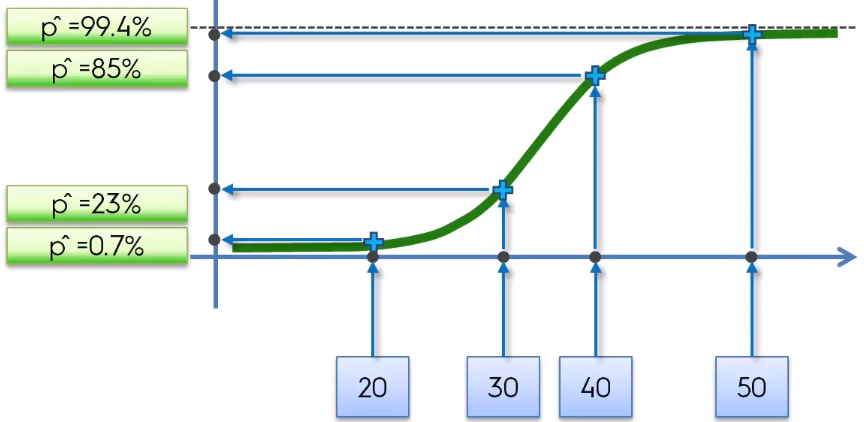 p^ =99.4%
p^ =85%
p^ =23%
p^ =0.7%
20
30
40
50